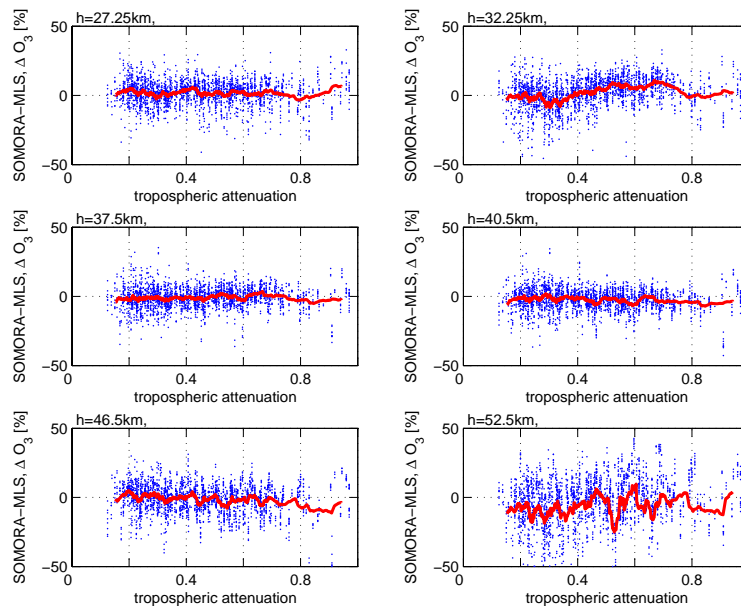 h=27.25km,
SOMORA−MLS, Δ O3 [%]
50
0
−50
0 0.4 0.8
tropospheric attenuation
h=32.25km,
SOMORA−MLS, Δ O3 [%]
50
0
−50
0 0.4 0.8
tropospheric attenuation
h=37.5km,
SOMORA−MLS, Δ O3 [%]
50
0
−50
0 0.4 0.8
tropospheric attenuation
h=40.5km,
SOMORA−MLS, Δ O3 [%]
50
0
−50
0 0.4 0.8
tropospheric attenuation
h=46.5km,
SOMORA−MLS, Δ O3 [%]
50
0
−50
0 0.4 0.8
tropospheric attenuation
h=52.5km,
SOMORA−MLS, Δ O3 [%]
50
0
−50
0 0.4 0.8
tropospheric attenuation